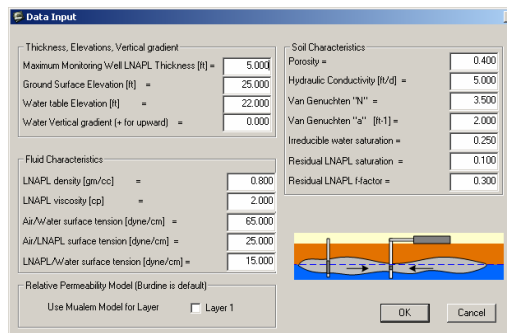 Data Input
Thickness, Elevations, Vertical gradient
Maximum Monitoring Well LNAPL Thickness [ft] = 5.000
Ground Surface Elevation [ft] = 25.000
Water table Elevation [ft] = 22.000
Water Vertical gradient (+ for upward) = 0.000
Fluid Characteristics
LNAPL density [gm/cc] = 0.800
LNAPL viscosity [cp] = 2.000
Air/Water surface tension [dyne/cm] = 65.000
Air/LNAPL surface tension [dyne/cm] = 25.000
LNAPL/Water surface tension [dyne/cm] = 15.000
Relative Permeability Model (Burdine is default)
Use Mualem Model for Layer Layer 1
Soil Characteristics
Porosity = 0.400
Hydraulic Conductivity [ft/d] = 5.000
Van Genuchten "N" = 3.500
Van Genuchten "a" [ft-1] = 2.000
Irreducible water saturation = 0.250
Residual LNAPL saturation = 0.100
Residual LNAPL f-factor = 0.300
OK Cancel